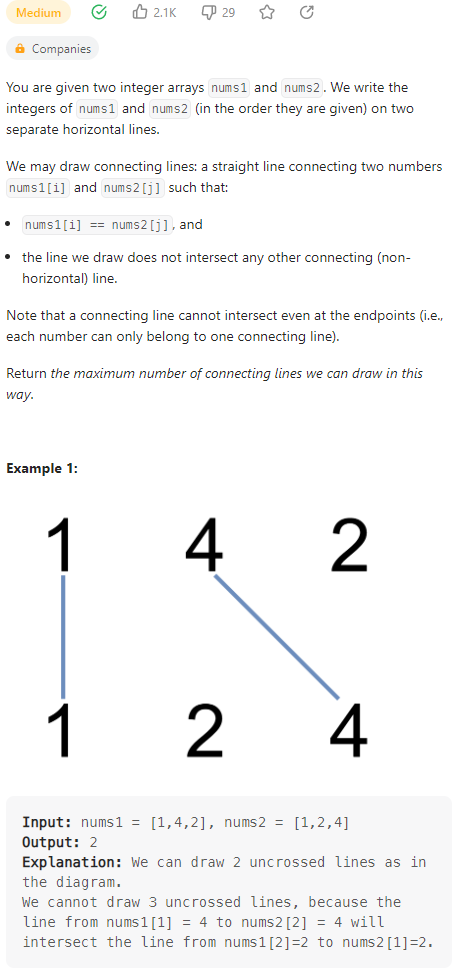 Medium 2.1K 29
Companies
You are given two integer arrays nums1 and nums2. We write the
integers of nums1 and nums2 (in the order they are given) on two
separate horizontal lines.
We may draw connecting lines: a straight line connecting two numbers
nums1[i] and nums2[j] such that:
• nums1[i] == nums2[j], and
• the line we draw does not intersect any other connecting (non-
horizontal) line.
Note that a connecting line cannot intersect even at the endpoints (i.e.,
each number can only belong to one connecting line).
Return the maximum number of connecting lines we can draw in this
way.
Example 1:
1 4 2
1 2 4
Input: nums1 = [1,4,2], nums2 = [1,2,4]
Output: 2
Explanation: We can draw 2 uncrossed lines as in
the diagram.
We cannot draw 3 uncrossed lines, because the
line from nums1[1] = 4 to nums2[2] = 4 will
intersect the line from nums1[2]=2 to nums2[1]=2.